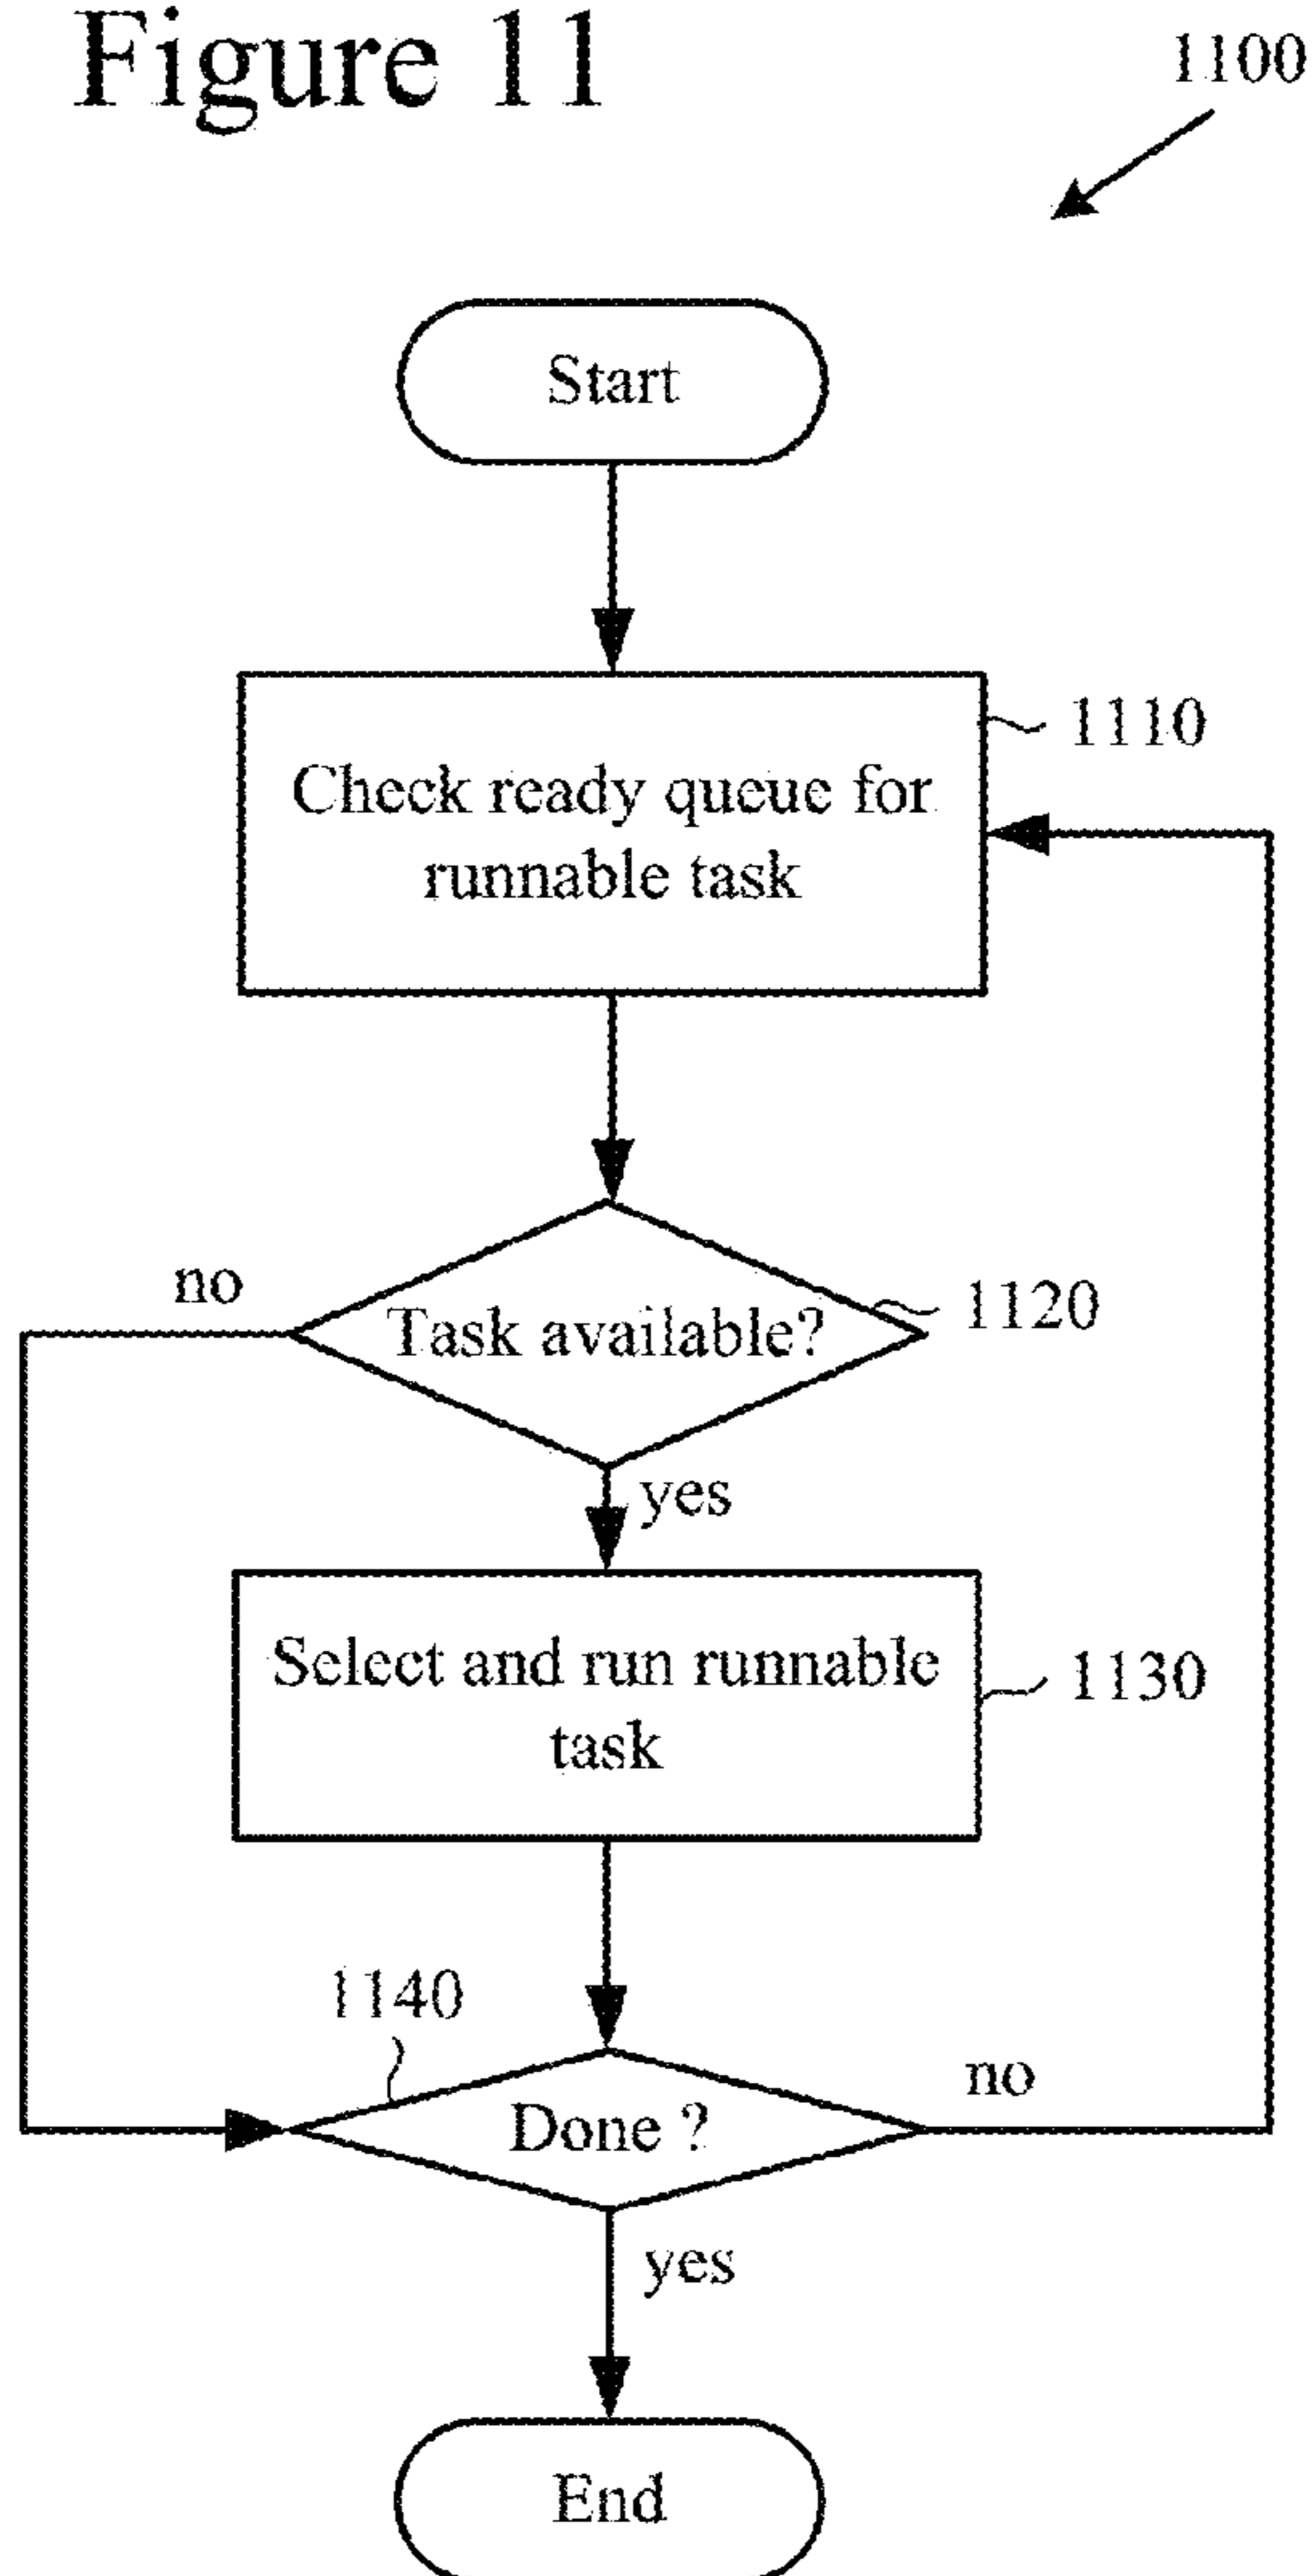 Figure 11
1100
Start
Check ready queue for
runnable task
1110
Task available?
1120
no
yes
Select and run runnable
task
1130
1140
Done ?
no
yes
End